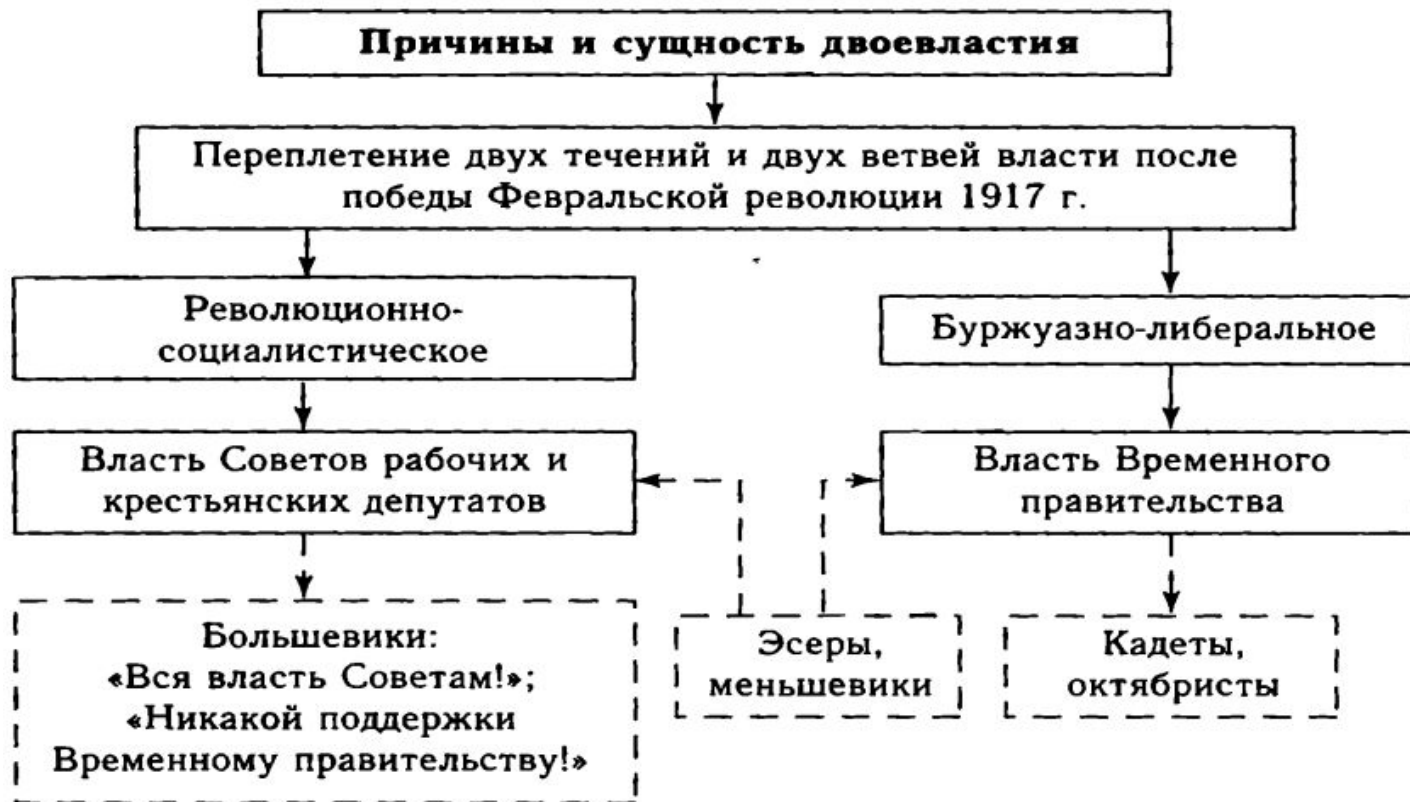 Причины и сущность двоевластия
Переплетение двух течений и двух ветвей власти после
победы Февральской революции 1917 г.
Революционно-
социалистическое
Буржуазно-либеральное
Власть Советов рабочих и
крестьянских депутатов
Власть Временного
правительства
Большевики:
«Вся власть Советам!»;
«Никакой поддержки
Временному правительству!»
Эсеры,
меньшевики
Кадеты,
октябристы